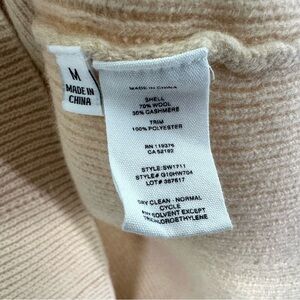 M
MADE IN
CHINA
MADE IN CHINA
SHELL
70% WOOL
30% CASHMERE
TRIM
100% POLYESTER
RN 119376
CA 52192
STYLE: SW1711
STYLE# G10HW704
LOT# 387617
DRY CLEAN - NORMAL
CYCLE
ANY SOLVENT EXCEPT
TRICHLOROETHYLENE